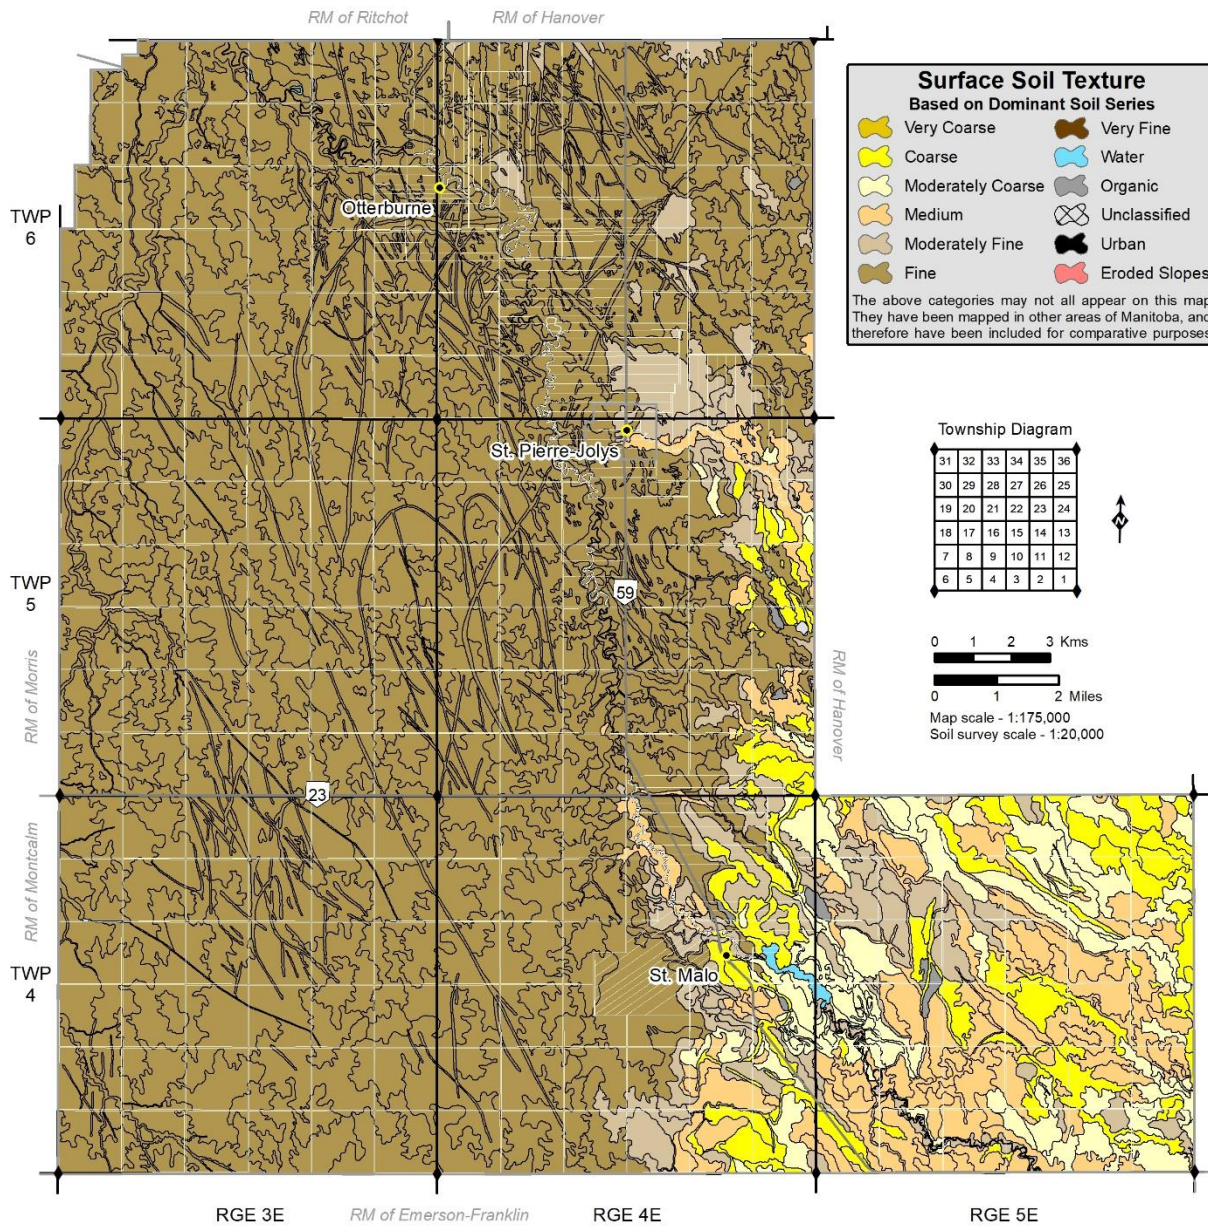 RM of Ritchot
RM of Hanover
Surface Soil Texture
Based on Dominant Soil Series
Very Coarse
Very Fine
Coarse
Water
Moderately Coarse
Organic
Medium
Unclassified
Moderately Fine
Urban
Fine
Eroded Slopes
The above categories may not all appear on this map
They have been mapped in other areas of Manitoba, and
therefore have been included for comparative purposes
TWP
6
Otterburne
St. Pierre-Jolys
Township Diagram
31 32 33 34 35 36
30 29 28 27 26 25
19 20 21 22 23 24
18 17 16 15 14 13
7 8 9 10 11 12
6 5 4 3 2 1
N
TWP
5
59
0 1 2 3 Kms
0 1 2 Miles
Map scale - 1:175,000
Soil survey scale - 1:20,000
RM of Morris
RM of Hanover
23
RM of Montcalm
TWP
4
St. Malo
RGE 3E
RM of Emerson-Franklin
RGE 4E
RGE 5E